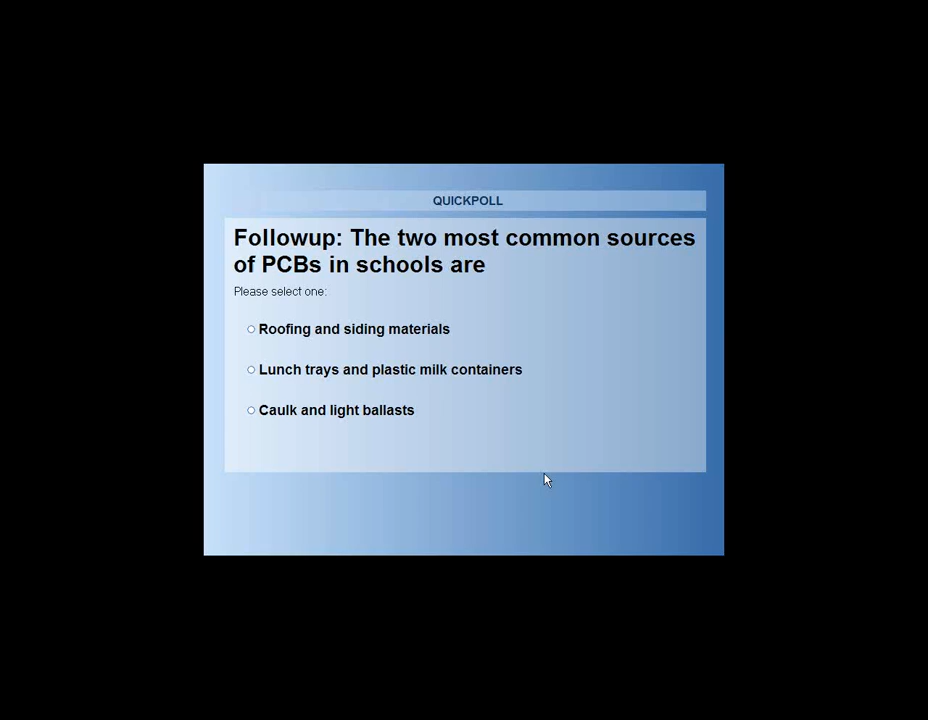 QUICKPOLL
Followup: The two most common sources
of PCBs in schools are
Please select one:
Roofing and siding materials
Lunch trays and plastic milk containers
Caulk and light ballasts